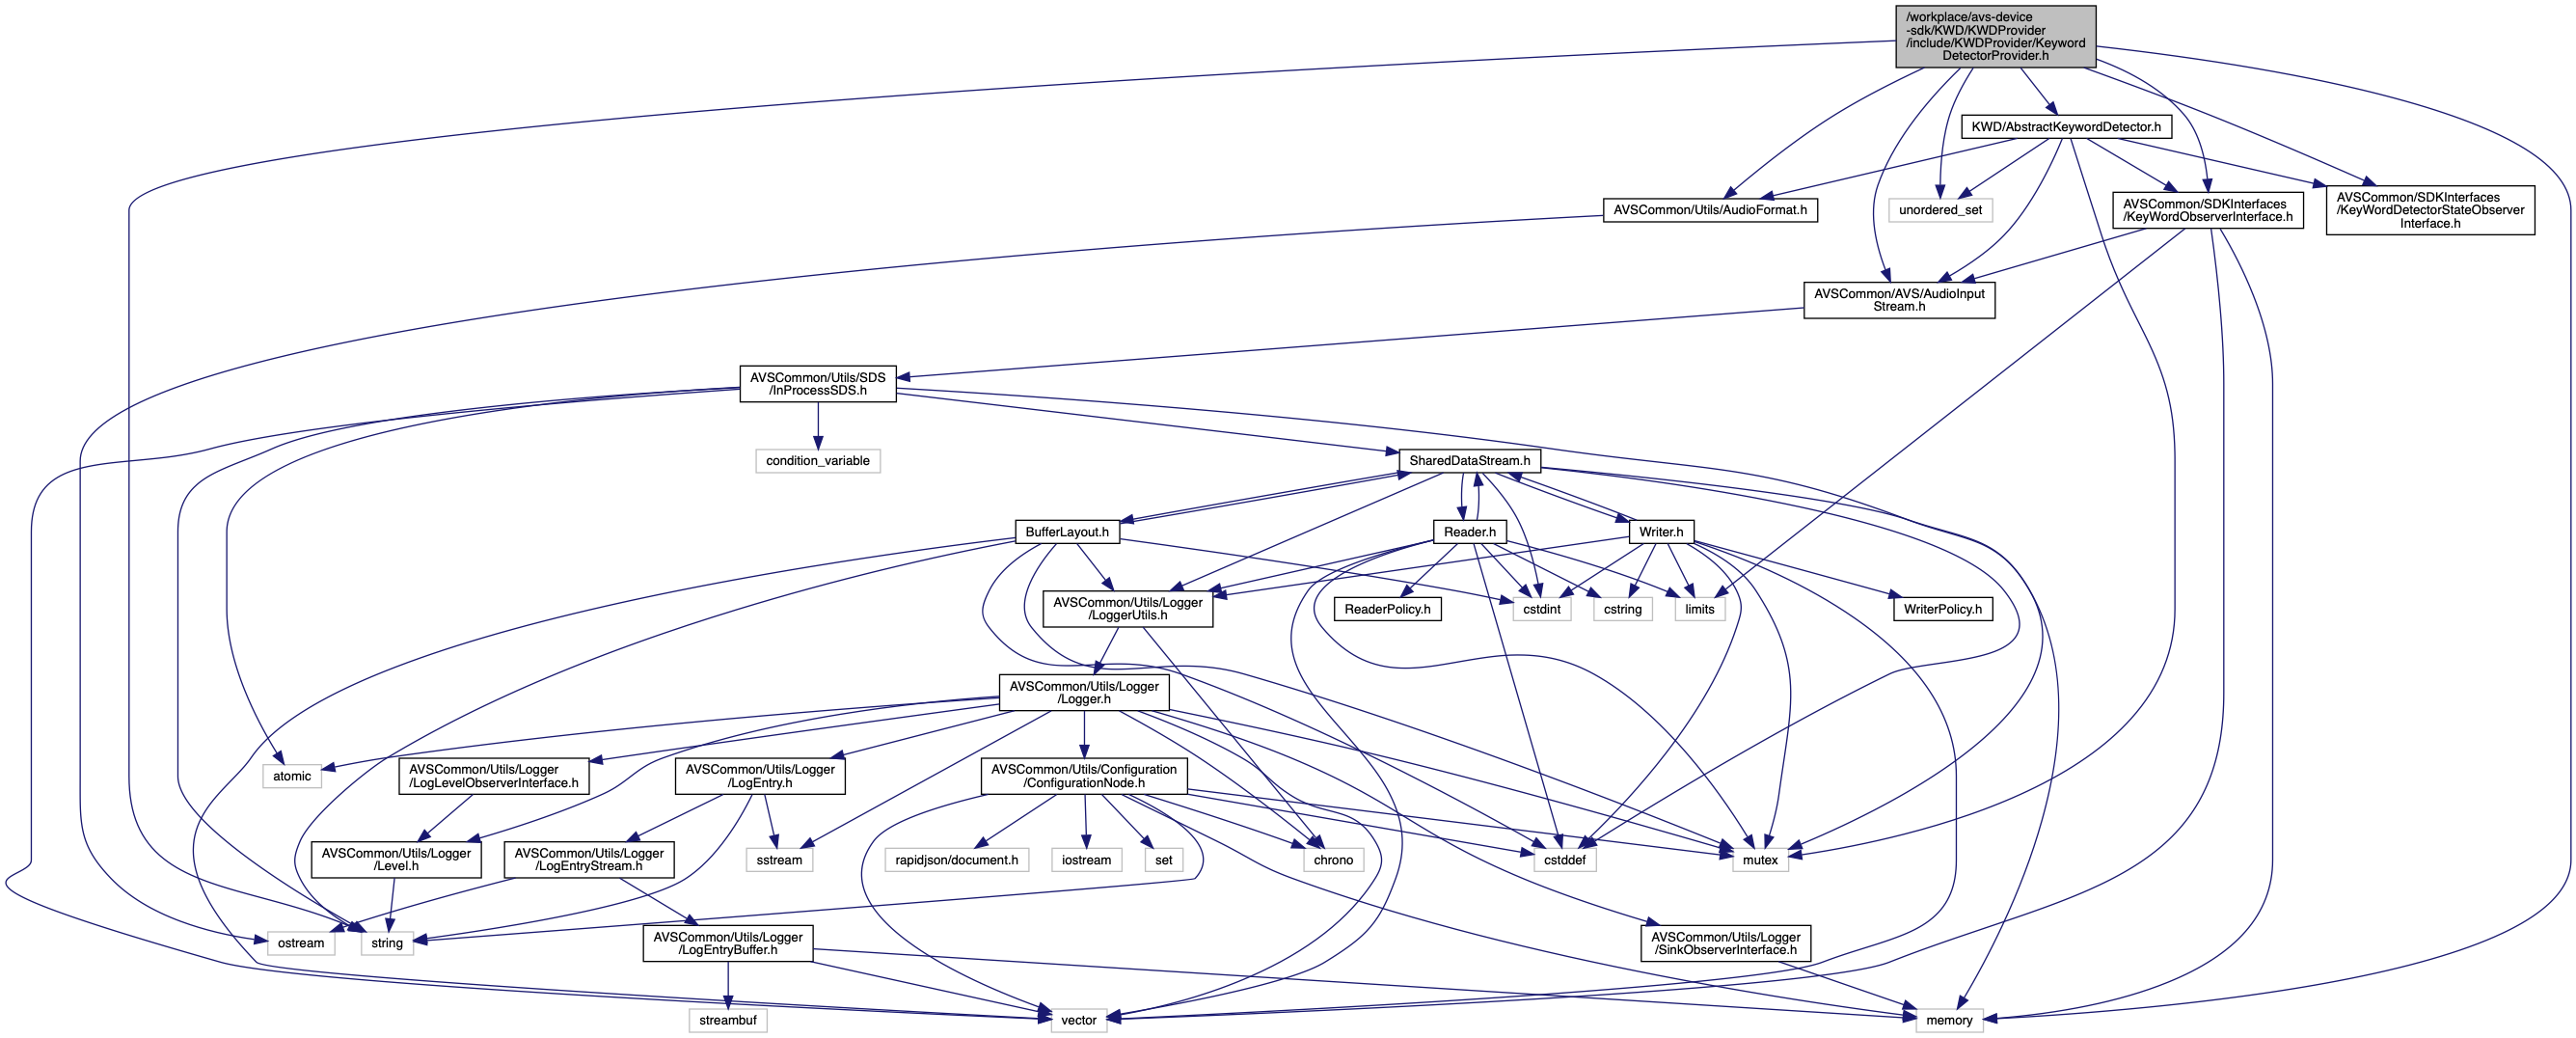 /workplace/avs-device
-sdk/KWD/KWDProvider
/include/KWDProvider/Keyword
DetectorProvider.h
KWD/AbstractKeywordDetector.h
AVSCommon/Utils/AudioFormat.h
unordered_set
AVSCommon/SDKInterfaces
/KeyWordObserverInterface.h
AVSCommon/SDKInterfaces
/KeyWordDetectorStateObserver
Interface.h
AVSCommon/AVS/AudioInput
Stream.h
AVSCommon/Utils/SDS
/InProcessSDS.h
condition_variable
SharedDataStream.h
BufferLayout.h
Reader.h
Writer.h
AVSCommon/Utils/Logger
/LoggerUtils.h
ReaderPolicy.h
cstdint
cstring
limits
WriterPolicy.h
AVSCommon/Utils/Logger
/Logger.h
atomic
AVSCommon/Utils/Logger
/LogLevelObserverInterface.h
AVSCommon/Utils/Logger
/LogEntry.h
AVSCommon/Utils/Configuration
/ConfigurationNode.h
AVSCommon/Utils/Logger
/Level.h
AVSCommon/Utils/Logger
/LogEntryStream.h
sstream
rapidjson/document.h
iostream
set
chrono
cstddef
mutex
ostream
string
AVSCommon/Utils/Logger
/LogEntryBuffer.h
AVSCommon/Utils/Logger
/SinkObserverInterface.h
streambuf
vector
memory